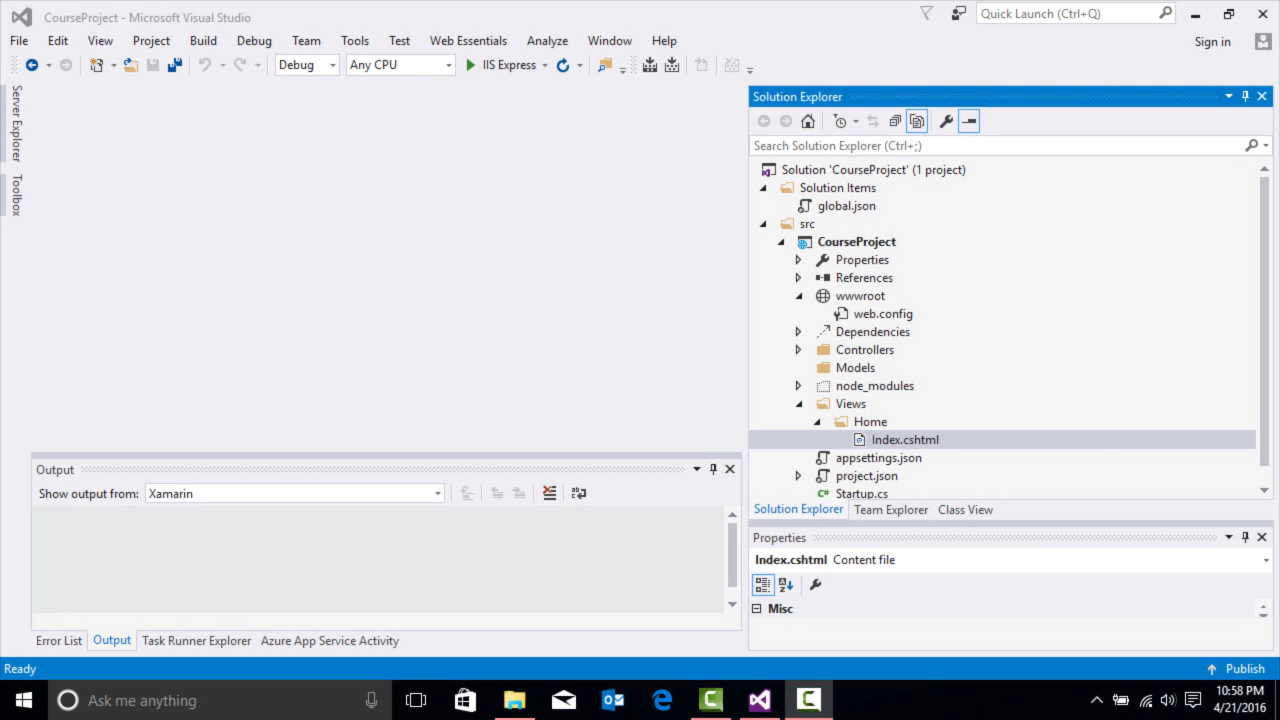 CourseProject - Microsoft Visual Studio
Quick Launch (Ctrl+Q)
File Edit View Project Build Debug Team Tools Test Web Essentials Analyze Window Help
Sign in
Debug Any CPU IIS Express
Server Explorer
Toolbox
Solution Explorer
Search Solution Explorer (Ctrl+;)
Solution 'CourseProject' (1 project)
Solution Items
global.json
src
CourseProject
Properties
References
wwwroot
web.config
Dependencies
Controllers
Models
node_modules
Views
Home
Index.cshtml
appsettings.json
project.json
Startup.cs
Solution Explorer Team Explorer Class View
Output
Show output from: Xamarin
Error List Output Task Runner Explorer Azure App Service Activity
Properties
Index.cshtml Content file
Misc
Ready
Publish
Ask me anything
10:58 PM
4/21/2016